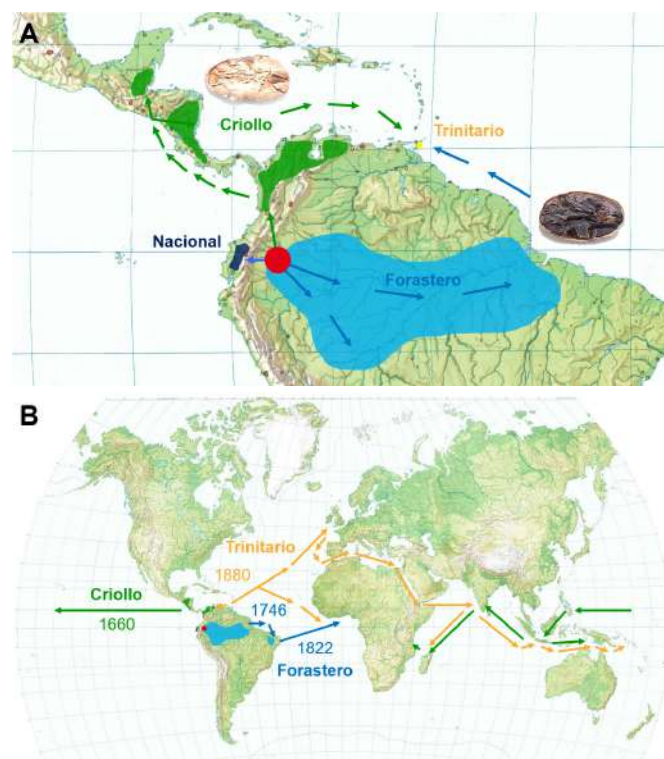 A
Criollo
Trinitario
Nacional
Forastero
B
Trinitario
1880
Criollo
1660
1746
1822
Forastero